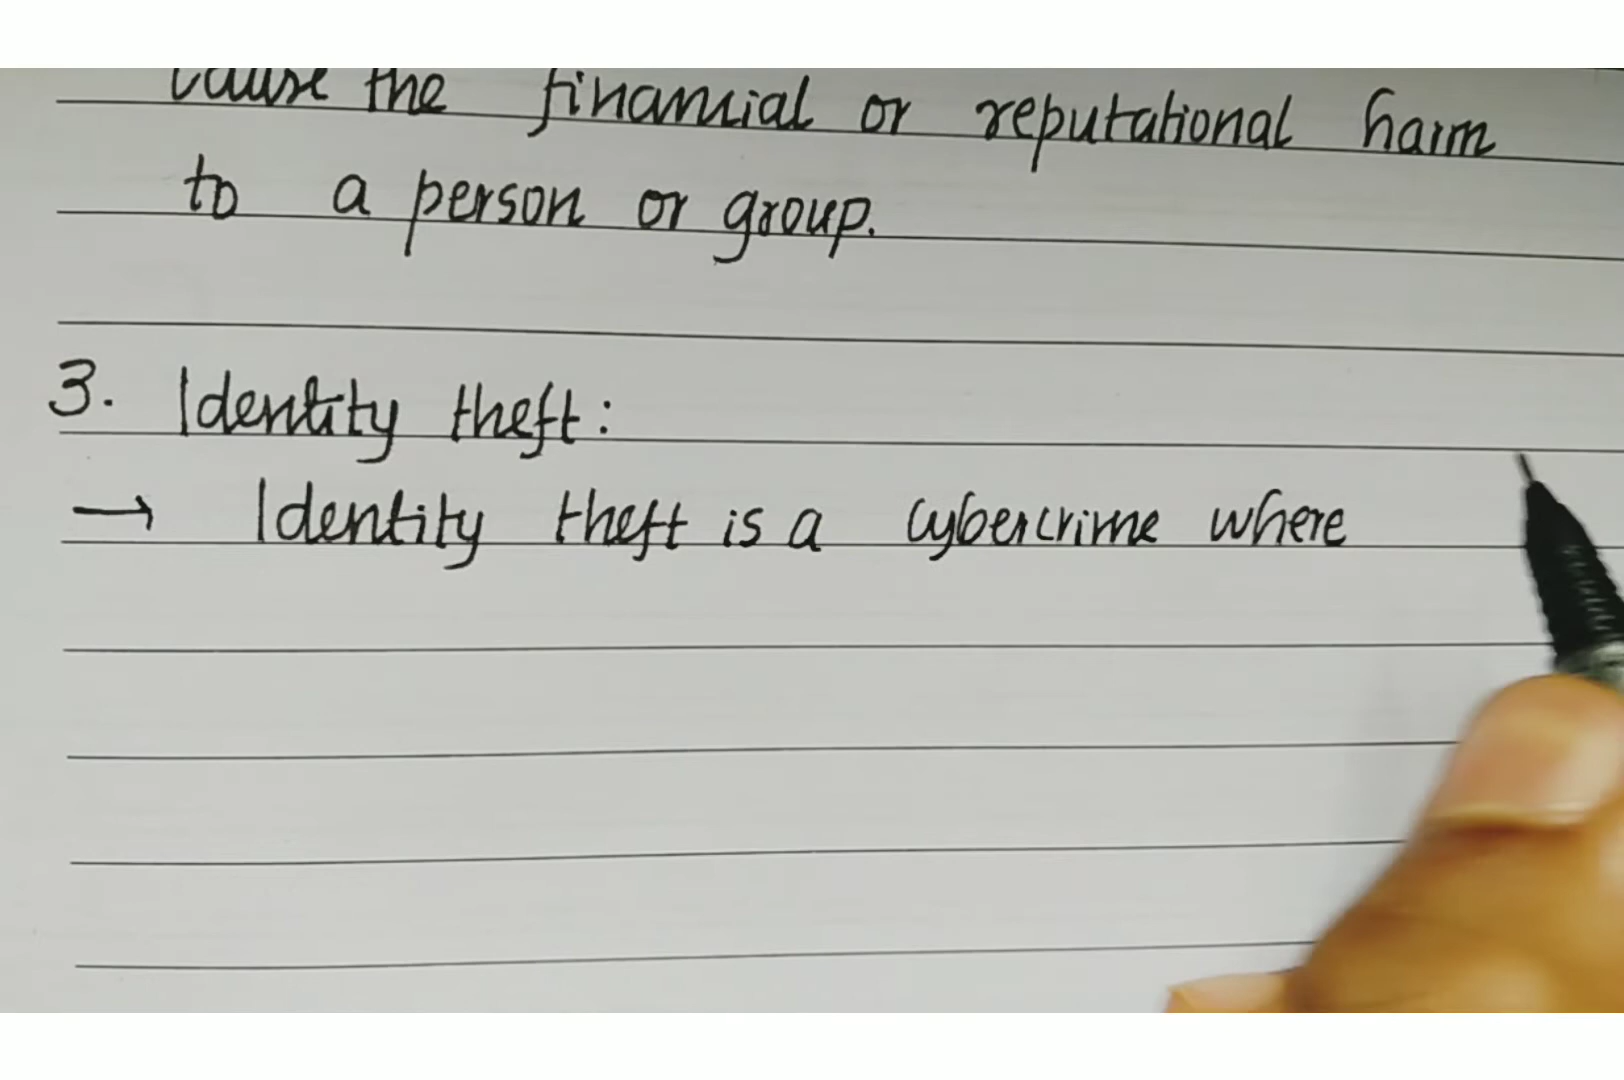 cause the financial or reputational harm
to a person or group.
3. Identity theft:
→ Identity theft is a cybercrime where